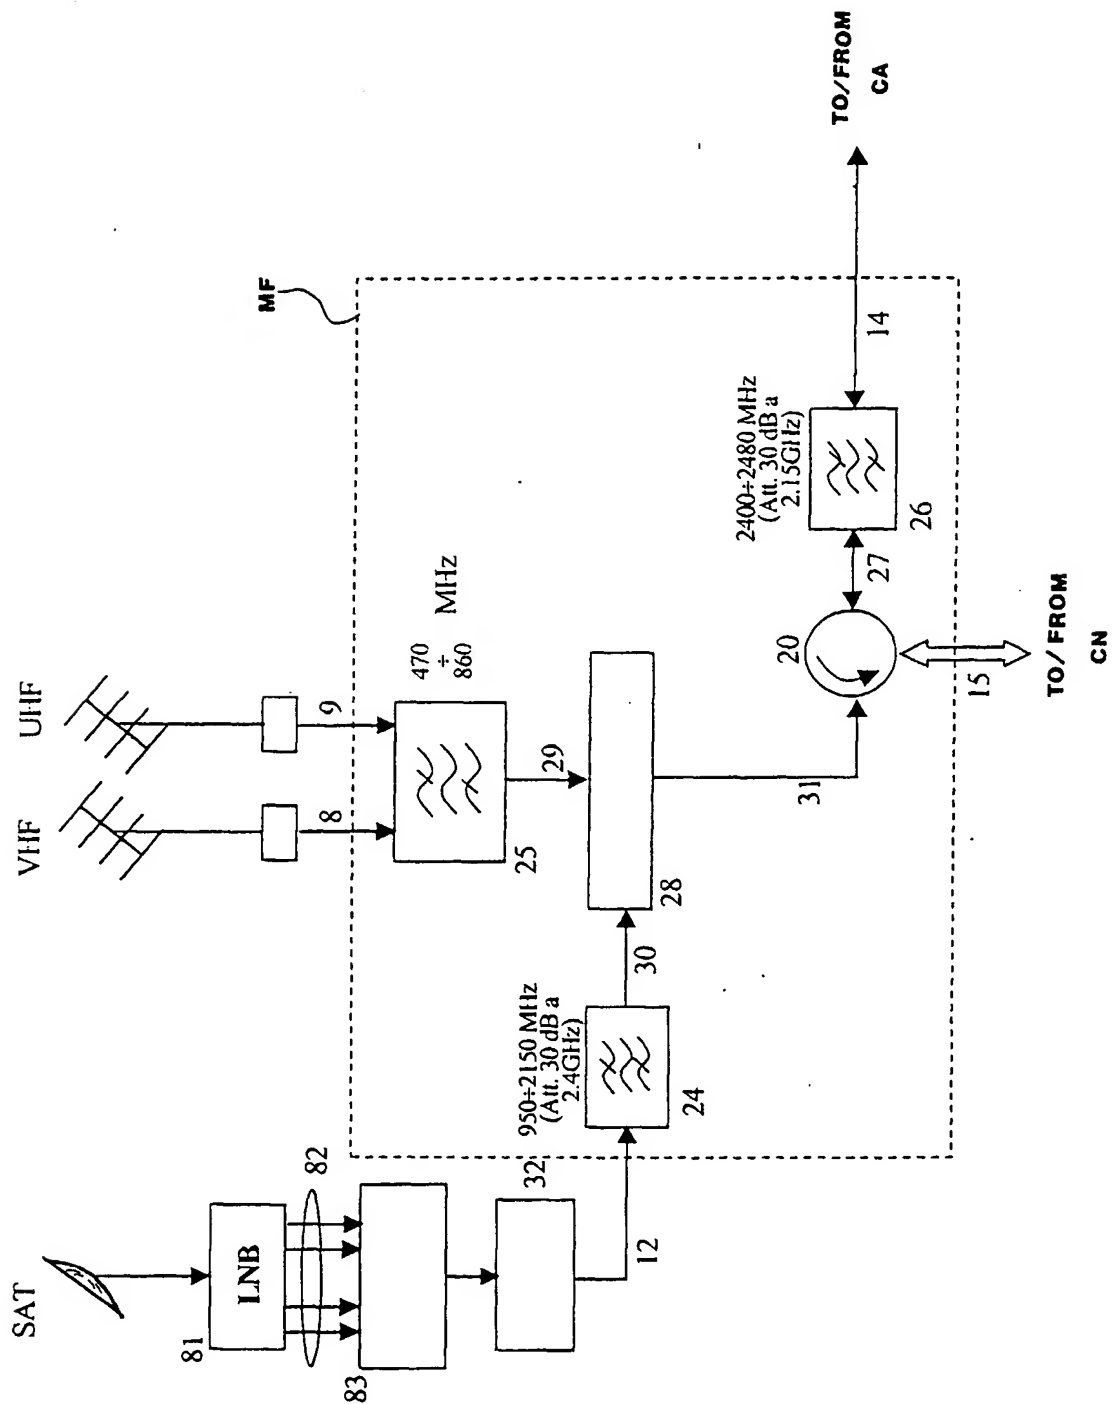 SAT
VHF
UHF
81
LNB
82
83
32
12
8
9
MF
470
÷
860
MHz
25
29
950÷2150 MHz
(Att. 30 dB a
2.4GHz)
24
30
28
31
2400÷2480 MHz
(Att. 30 dB a
2.15GHz)
20
27
26
14
15
TO/FROM
CA
TO/FROM
CN